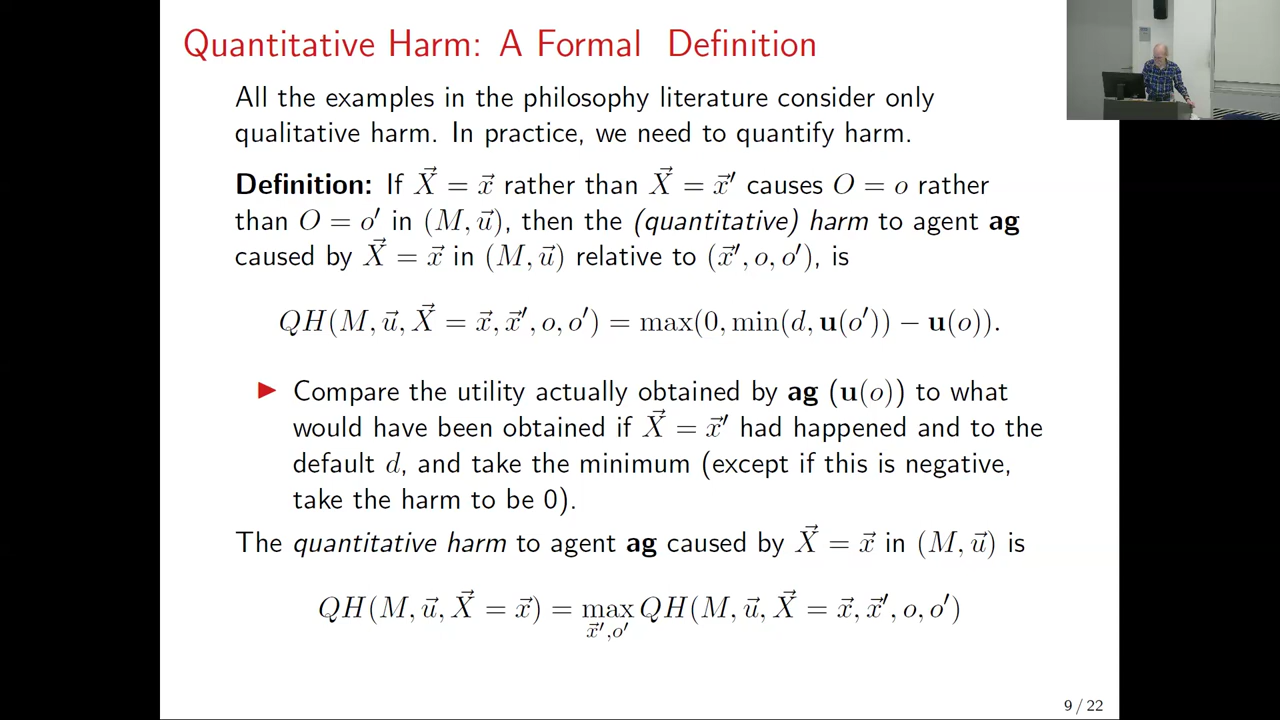 Quantitative Harm: A Formal Definition
All the examples in the philosophy literature consider only
qualitative harm. In practice, we need to quantify harm.
Definition: If X⃗ = x⃗ rather than X⃗ = x⃗′ causes O = o rather
than O = o′ in (M, u⃗), then the (quantitative) harm to agent ag
caused by X⃗ = x⃗ in (M, u⃗) relative to (x⃗′, o, o′), is
QH(M, u⃗, X⃗ = x⃗, x⃗′, o, o′) = max(0, min(d, u(o′)) − u(o)).
▶ Compare the utility actually obtained by ag (u(o)) to what
would have been obtained if X⃗ = x⃗′ had happened and to the
default d, and take the minimum (except if this is negative,
take the harm to be 0).
The quantitative harm to agent ag caused by X⃗ = x⃗ in (M, u⃗) is
QH(M, u⃗, X⃗ = x⃗) = max QH(M, u⃗, X⃗ = x⃗, x⃗′, o, o′)
x⃗′,o′
9 / 22